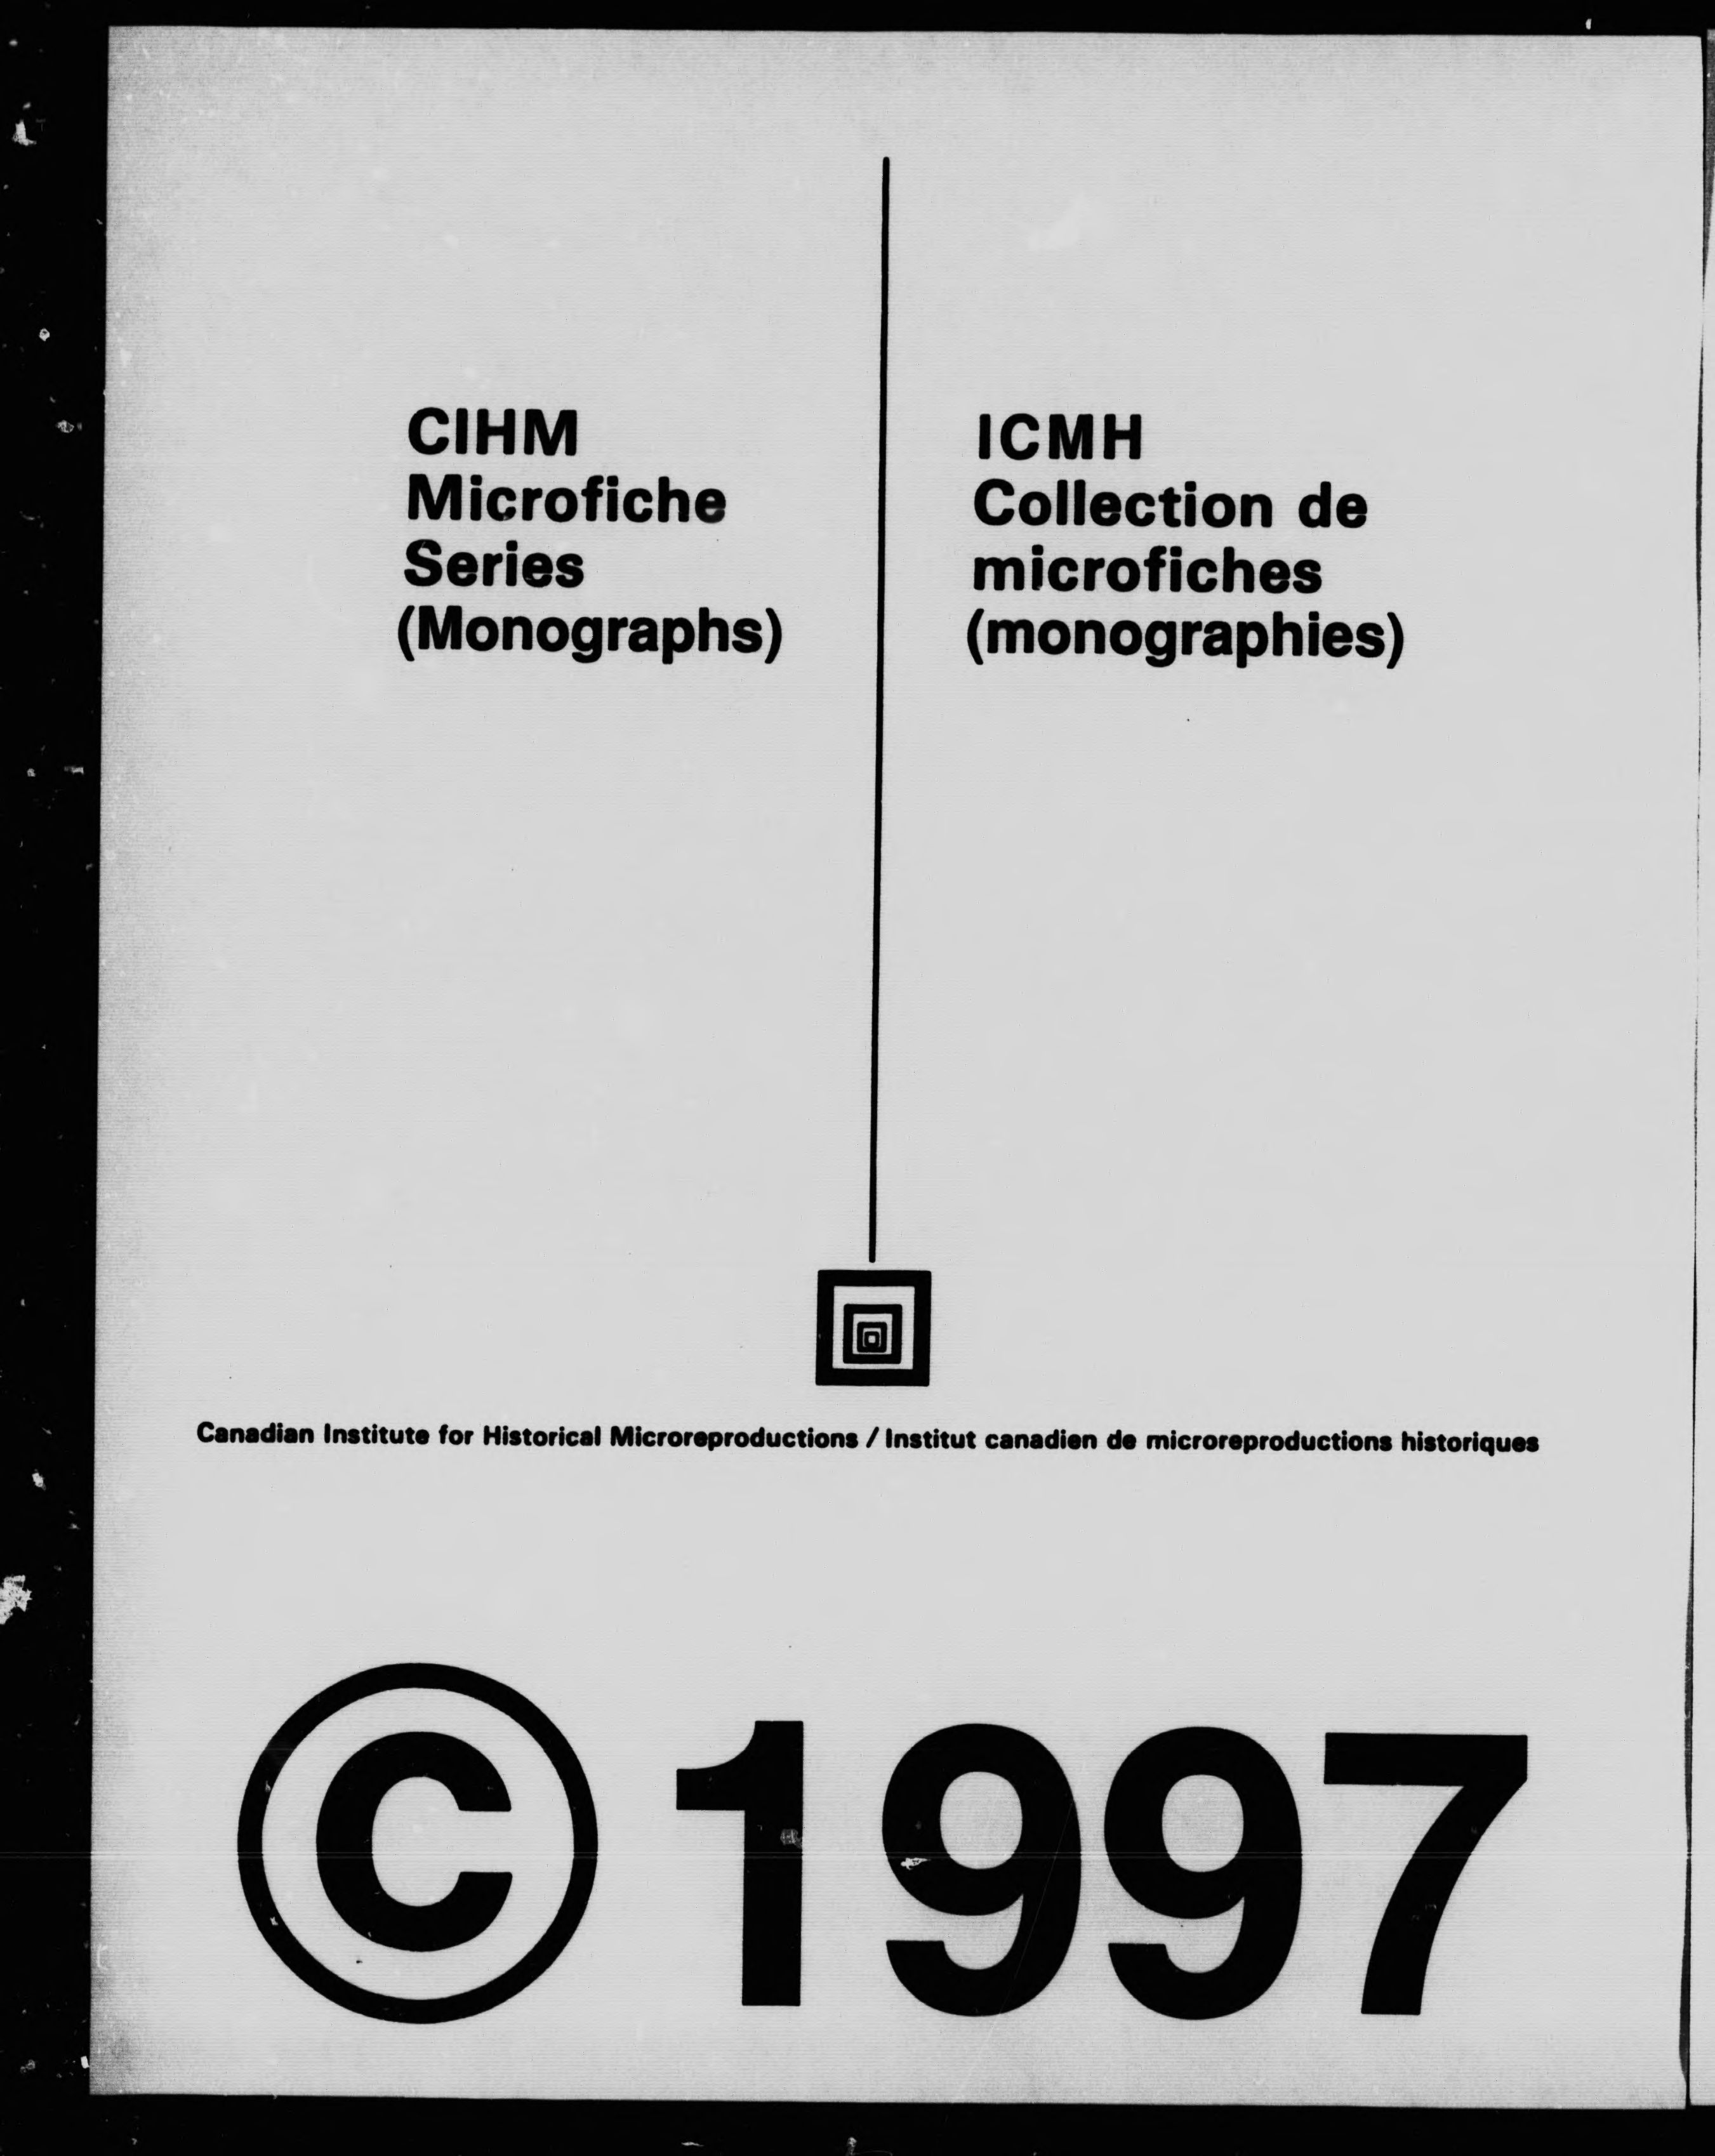 CIHM
Microfiche
Series
(Monographs)
ICMH
Collection de
microfiches
(monographies)
Canadian Institute for Historical Microreproductions / Institut canadien de microreproductions historiques
© 1997